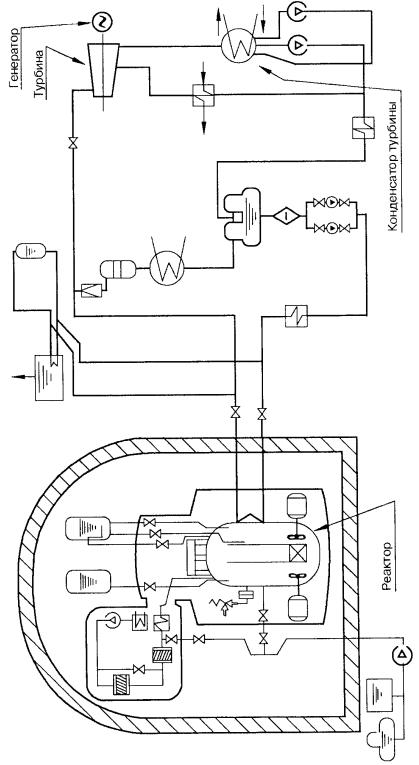 Генератор
Турбина
Конденсатор турбины
Реактор